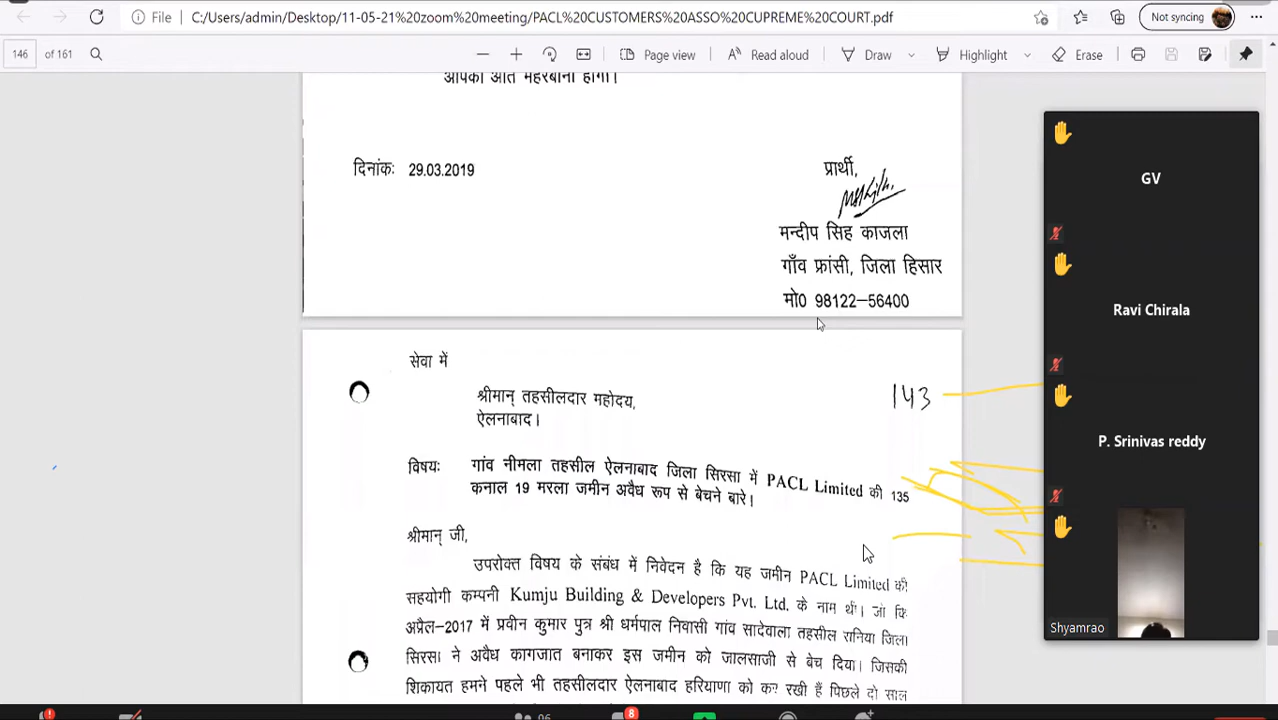 File | C:/Users/admin/Desktop/11-05-21%20zoom%20meeting/PACL%20CUSTOMERS%20ASSO%20CUPREME%20COURT.pdf
Not syncing
146 of 161
Page view | Read aloud | Draw | Highlight | Erase
दिनांकः 29.03.2019
प्रार्थी,
मन्दीप सिह काजला
गाँव फ्रांसी, जिला हिसार
मो0 98122–56400
सेवा में
श्रीमान् तहसीलदार महोदय,
143
ऐलनाबाद।
विषयः गांव नीमला तहसील ऐलनाबाद जिला सिरसा में PACL Limited की 135
कनाल 19 मरला जमीन अवैध रूप से बेचने बारे।
श्रीमान् जी,
उपरोक्त विषय के संबंध में निवेदन है कि यह जमीन PACL Limited की
सहयोगी कम्पनी Kumju Building & Developers Pvt. Ltd. के नाम थी। जो कि
अप्रैल–2017 में प्रवीन कुमार पुत्र श्री धर्मपाल निवासी गांव सादेवाला तहसील रानिया जिला
सिरसा ने अवैध कागजात बनाकर इस जमीन को जालसाजी से बेच दिया। जिसकी
शिकायत हमने पहले भी तहसीलदार ऐलनाबाद हरियाणा को कर रखी हैं पिछले दो साल
GV
Ravi Chirala
P. Srinivas reddy
Shyamrao
96
8